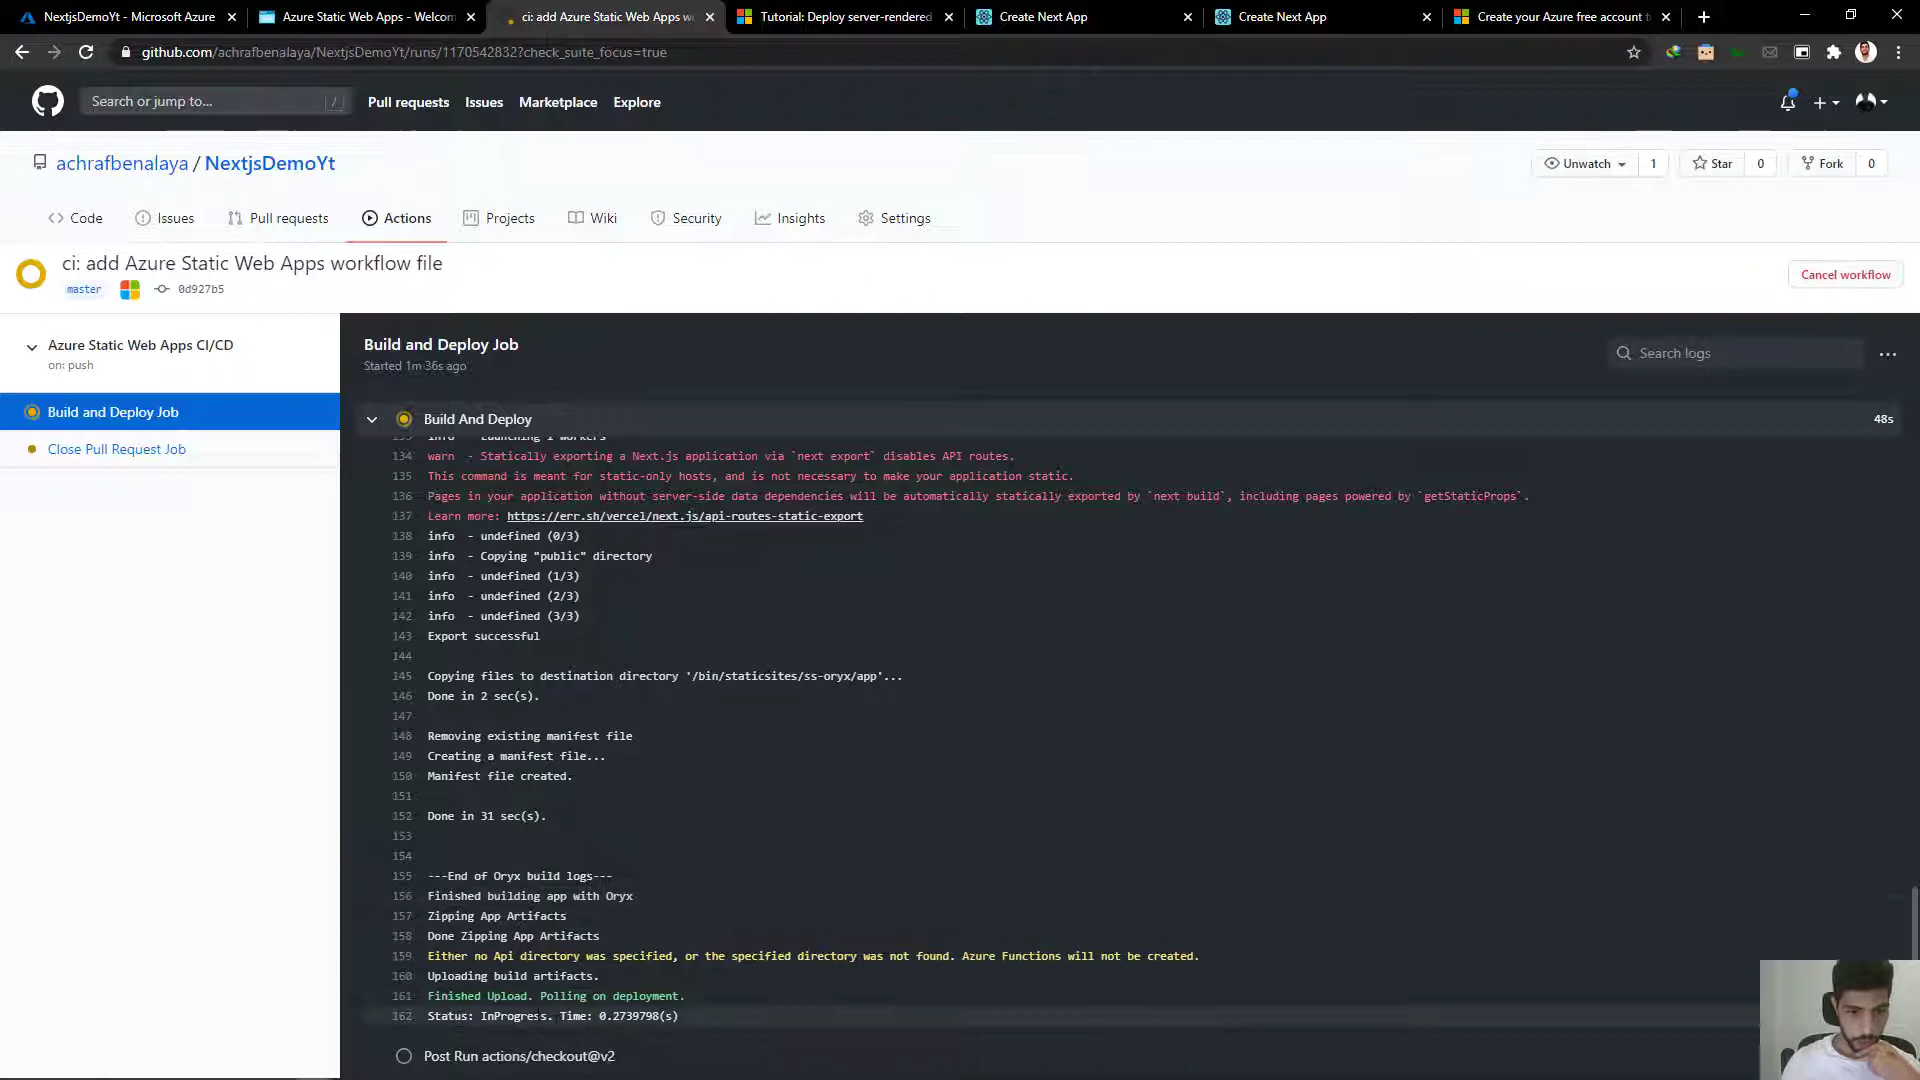 NextjsDemoYt - Microsoft Azure
Azure Static Web Apps - Welcom
ci: add Azure Static Web Apps wo
Tutorial: Deploy server-rendered
Create Next App
Create Next App
Create your Azure free account t
github.com/achrafbenalaya/NextjsDemoYt/runs/1170542832?check_suite_focus=true
Search or jump to...
/
Pull requests
Issues
Marketplace
Explore
achrafbenalaya / NextjsDemoYt
Unwatch
1
Star
0
Fork
0
Code
Issues
Pull requests
Actions
Projects
Wiki
Security
Insights
Settings
ci: add Azure Static Web Apps workflow file
master
0d927b5
Cancel workflow
Azure Static Web Apps CI/CD
on: push
Build and Deploy Job
Close Pull Request Job
Build and Deploy Job
Started 1m 36s ago
Search logs
Build And Deploy
48s
133 info - Launching 1 workers
134 warn - Statically exporting a Next.js application via `next export` disables API routes.
135 This command is meant for static-only hosts, and is not necessary to make your application static.
136 Pages in your application without server-side data dependencies will be automatically statically exported by `next build`, including pages powered by `getStaticProps`.
137 Learn more: https://err.sh/vercel/next.js/api-routes-static-export
138 info - undefined (0/3)
139 info - Copying "public" directory
140 info - undefined (1/3)
141 info - undefined (2/3)
142 info - undefined (3/3)
143 Export successful
144
145 Copying files to destination directory '/bin/staticsites/ss-oryx/app'...
146 Done in 2 sec(s).
147
148 Removing existing manifest file
149 Creating a manifest file...
150 Manifest file created.
151
152 Done in 31 sec(s).
153
154
155 ---End of Oryx build logs---
156 Finished building app with Oryx
157 Zipping App Artifacts
158 Done Zipping App Artifacts
159 Either no Api directory was specified, or the specified directory was not found. Azure Functions will not be created.
160 Uploading build artifacts.
161 Finished Upload. Polling on deployment.
162 Status: InProgress. Time: 0.2739798(s)
Post Run actions/checkout@v2